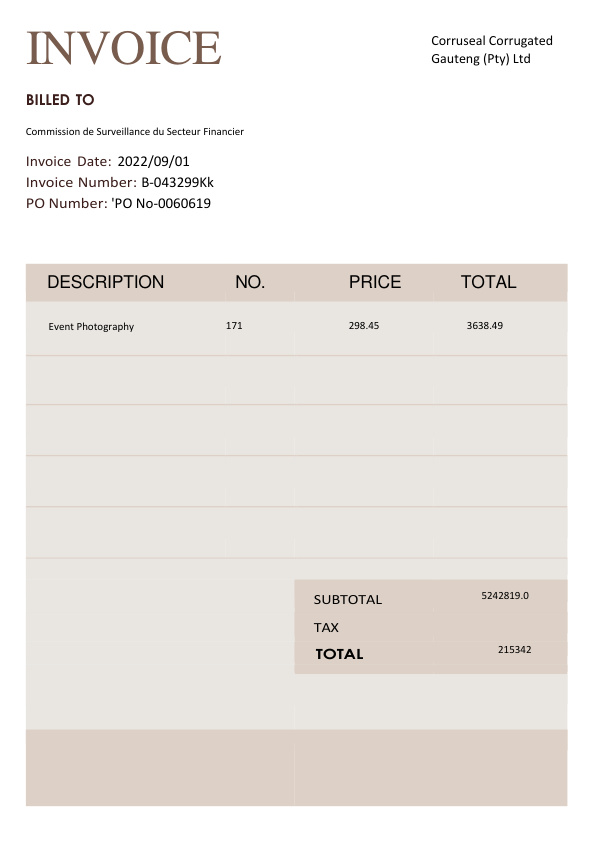 INVOICE
Corruseal Corrugated
Gauteng (Pty) Ltd
BILLED TO
Commission de Surveillance du Secteur Financier
Invoice Date: 2022/09/01
Invoice Number: B-043299Kk
PO Number: 'PO No-0060619
DESCRIPTION NO. PRICE TOTAL
Event Photography 171 298.45 3638.49
SUBTOTAL 5242819.0
TAX
TOTAL 215342